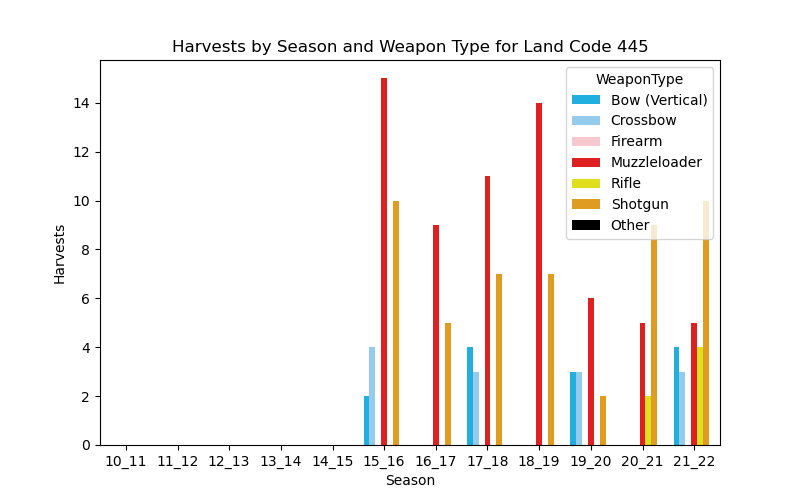 Harvests by Season and Weapon Type for Land Code 445
WeaponType
Bow (Vertical)
Crossbow
Firearm
Muzzleloader
Rifle
Shotgun
Other
14
12
10
8
6
4
2
0
Harvests
10_11 11_12 12_13 13_14 14_15 15_16 16_17 17_18 18_19 19_20 20_21 21_22
Season